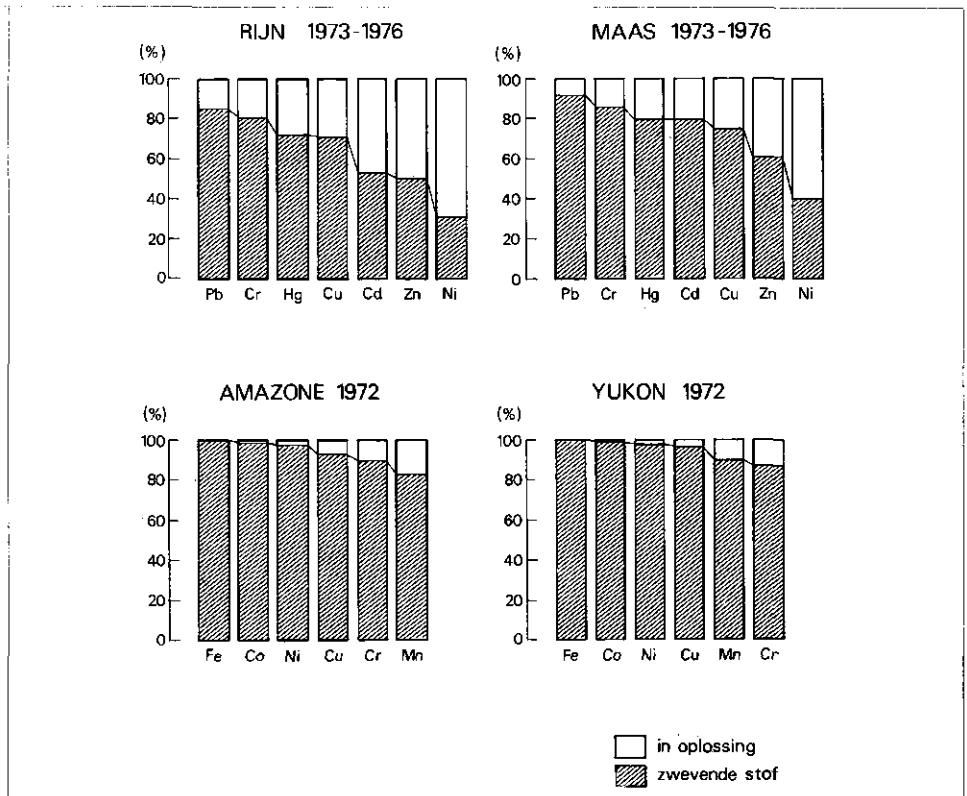 RIJN 1973-1976
(%)
100
80
60
40
20
0
Pb Cr Hg Cu Cd Zn Ni
MAAS 1973-1976
(%)
100
80
60
40
20
0
Pb Cr Hg Cd Cu Zn Ni
AMAZONE 1972
(%)
100
80
60
40
20
0
Fe Co Ni Cu Cr Mn
YUKON 1972
(%)
100
80
60
40
20
0
Fe Co Ni Cu Mn Cr
in oplossing
zwevende stof